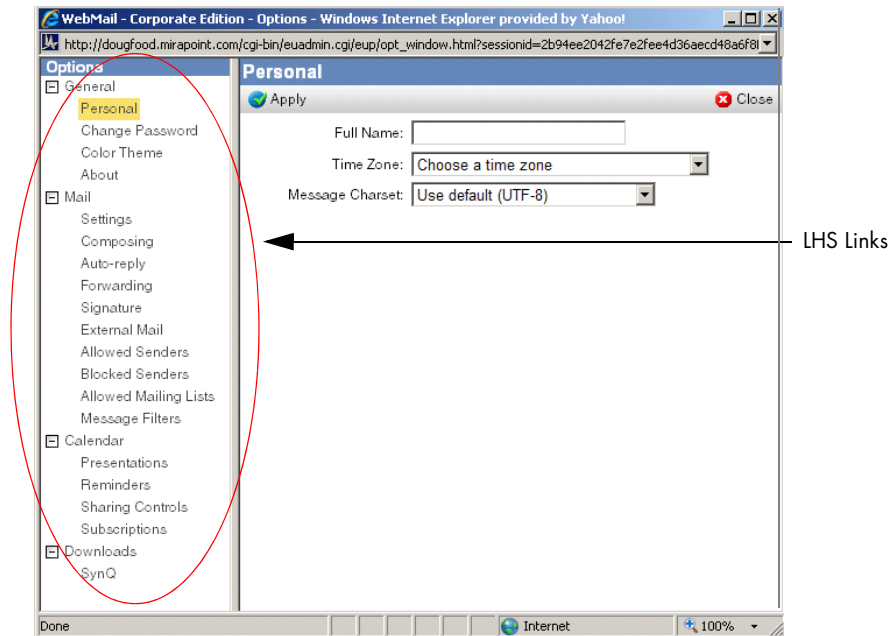 WebMail - Corporate Edition - Options - Windows Internet Explorer provided by Yahoo!
http://dougfood.mirapoint.com/cgi-bin/euadmin.cgi/eup/opt_window.html?sessionid=2b94ee2042fe7e2fee4d36aecd48a6f8
Options
Personal
General
Personal
Change Password
Color Theme
About
Mail
Settings
Composing
Auto-reply
Forwarding
Signature
External Mail
Allowed Senders
Blocked Senders
Allowed Mailing Lists
Message Filters
Calendar
Presentations
Reminders
Sharing Controls
Subscriptions
Downloads
SynQ
Apply
Close
Full Name:
Time Zone: Choose a time zone
Message Charset: Use default (UTF-8)
LHS Links
Done
Internet
100%